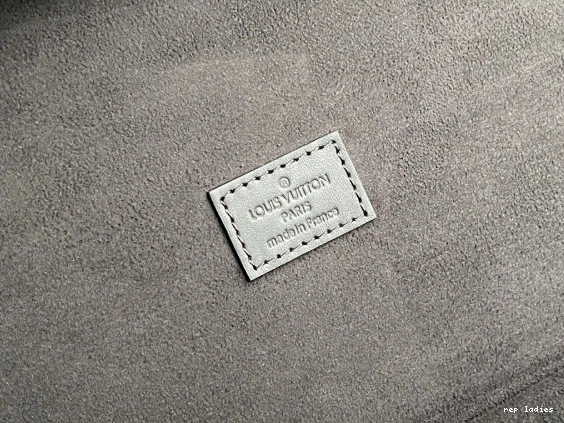 ®
LOUIS VUITTON
PARIS
made in France
rep ladies